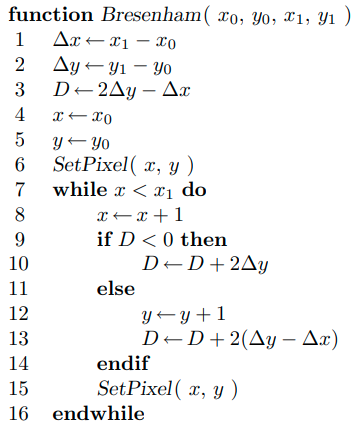 function Bresenham( x0, y0, x1, y1 )
1 Δx ← x1 − x0
2 Δy ← y1 − y0
3 D ← 2Δy − Δx
4 x ← x0
5 y ← y0
6 SetPixel( x, y )
7 while x < x1 do
8 x ← x + 1
9 if D < 0 then
10 D ← D + 2Δy
11 else
12 y ← y + 1
13 D ← D + 2(Δy − Δx)
14 endif
15 SetPixel( x, y )
16 endwhile